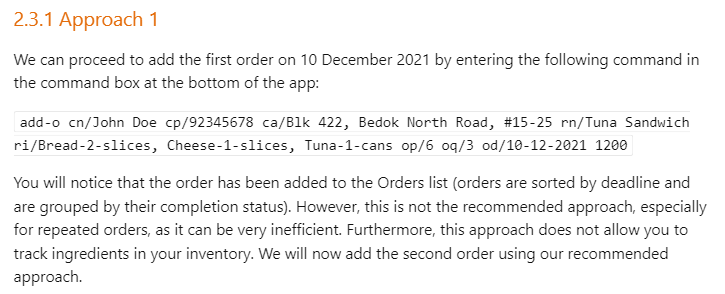 2.3.1 Approach 1
We can proceed to add the first order on 10 December 2021 by entering the following command in
the command box at the bottom of the app:
add-o cn/John Doe cp/92345678 ca/Blk 422, Bedok North Road, #15-25 rn/Tuna Sandwich
ri/Bread-2-slices, Cheese-1-slices, Tuna-1-cans op/6 oq/3 od/10-12-2021 1200
You will notice that the order has been added to the Orders list (orders are sorted by deadline and
are grouped by their completion status). However, this is not the recommended approach, especially
for repeated orders, as it can be very inefficient. Furthermore, this approach does not allow you to
track ingredients in your inventory. We will now add the second order using our recommended
approach.